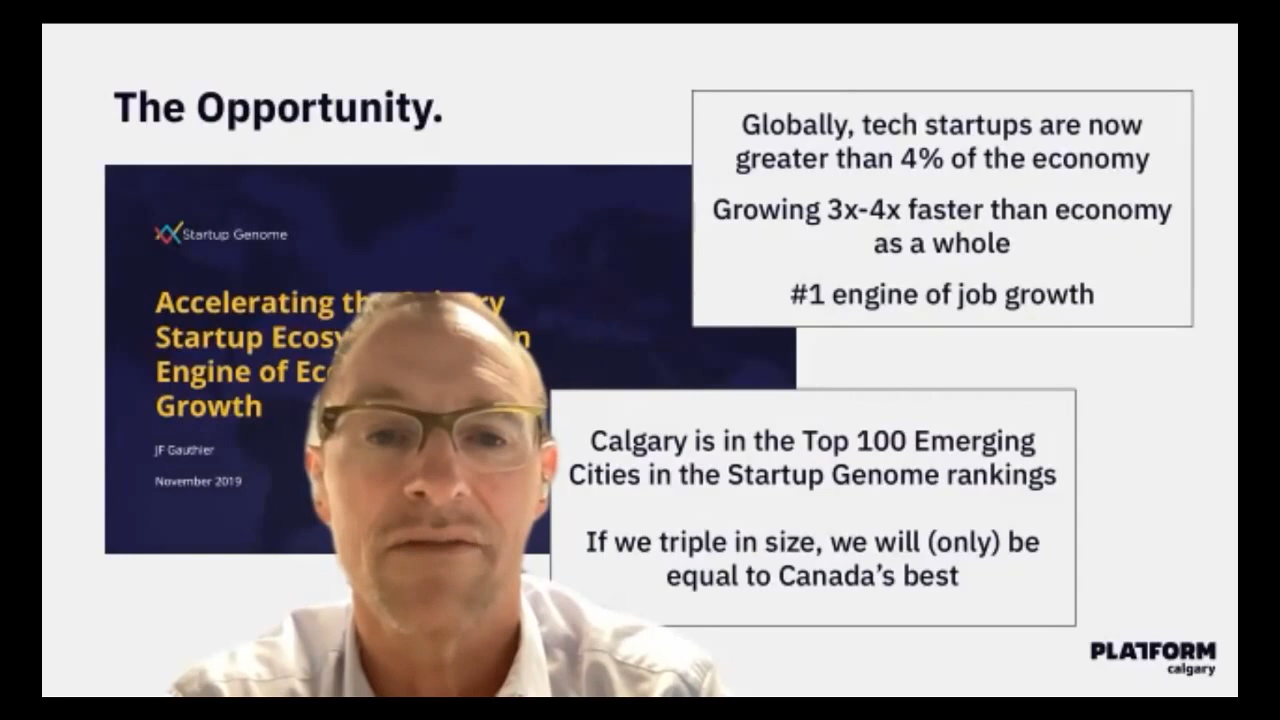 The Opportunity.
Globally, tech startups are now
greater than 4% of the economy
Growing 3x-4x faster than economy
as a whole
#1 engine of job growth
Startup Genome
Accelerating
Startup
Engine of
Growth
JF Gauthier
November 2019
Calgary is in the Top 100 Emerging
Cities in the Startup Genome rankings
If we triple in size, we will (only) be
equal to Canada's best
PLATFORM
calgary